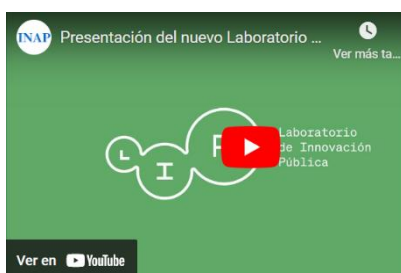 INAP
Presentación del nuevo Laboratorio ...
Ver más ta...
L I P
Laboratorio
de Innovación
Pública
Ver en YouTube